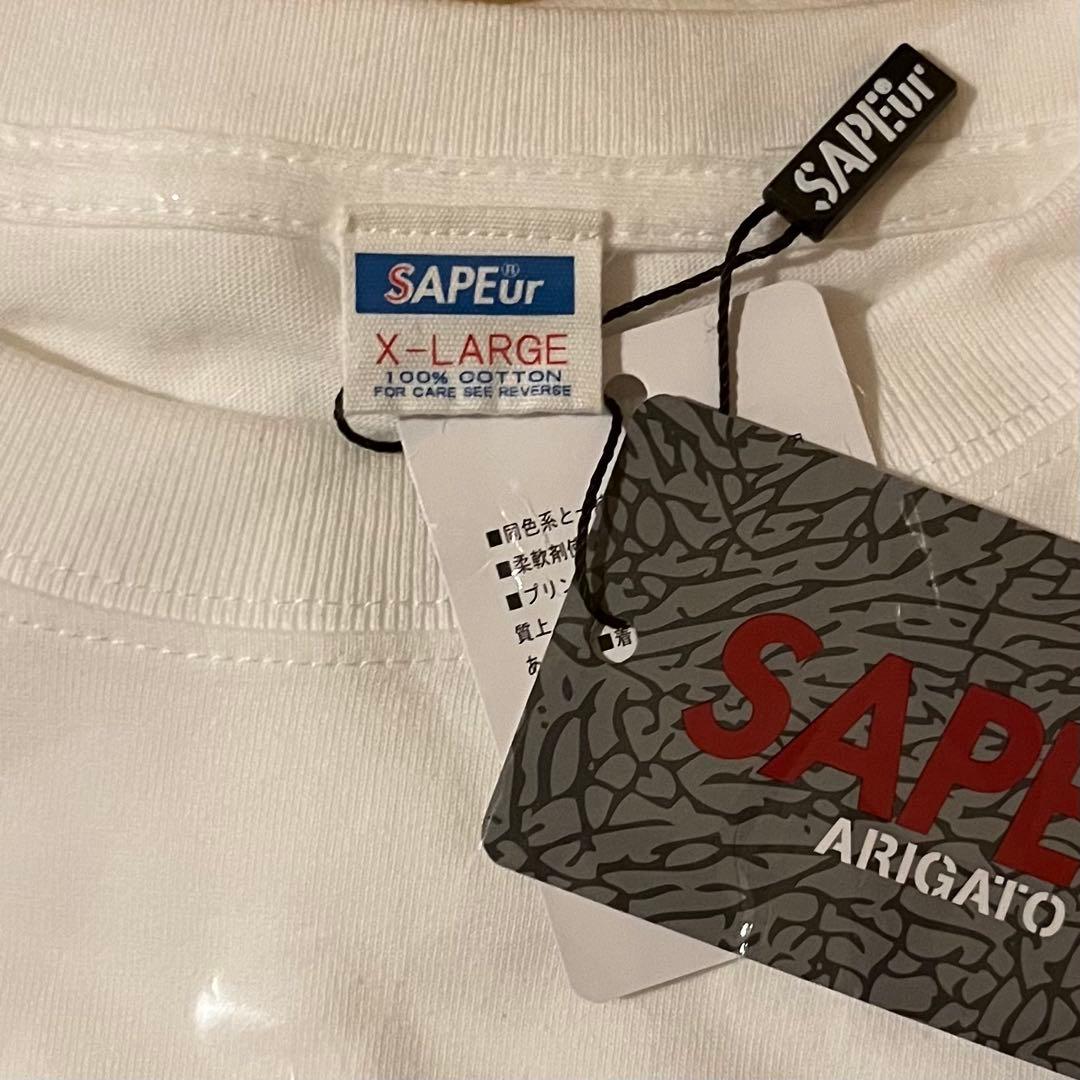 SAPEur
SAPEur®
X-LARGE
100% COTTON
FOR CARE SEE REVERSE
■同色系と
■柔軟剤使
■プリン
質上
あ
■着
SAPE
ARIGATO